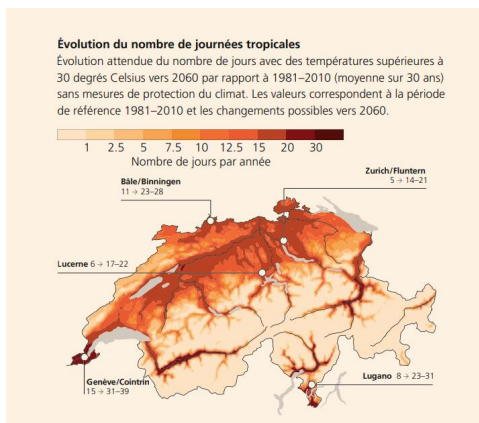 Évolution du nombre de journées tropicales
Évolution attendue du nombre de jours avec des températures supérieures à
30 degrés Celsius vers 2060 par rapport à 1981–2010 (moyenne sur 30 ans)
sans mesures de protection du climat. Les valeurs correspondent à la période
de référence 1981–2010 et les changements possibles vers 2060.
1 2.5 5 7.5 10 12.5 15 20 30
Nombre de jours par année
Zurich/Fluntern
5 → 14–21
Bâle/Binningen
11 → 23–28
Lucerne 6 → 17–22
Genève/Cointrin
15 → 31–39
Lugano 8 → 23–31